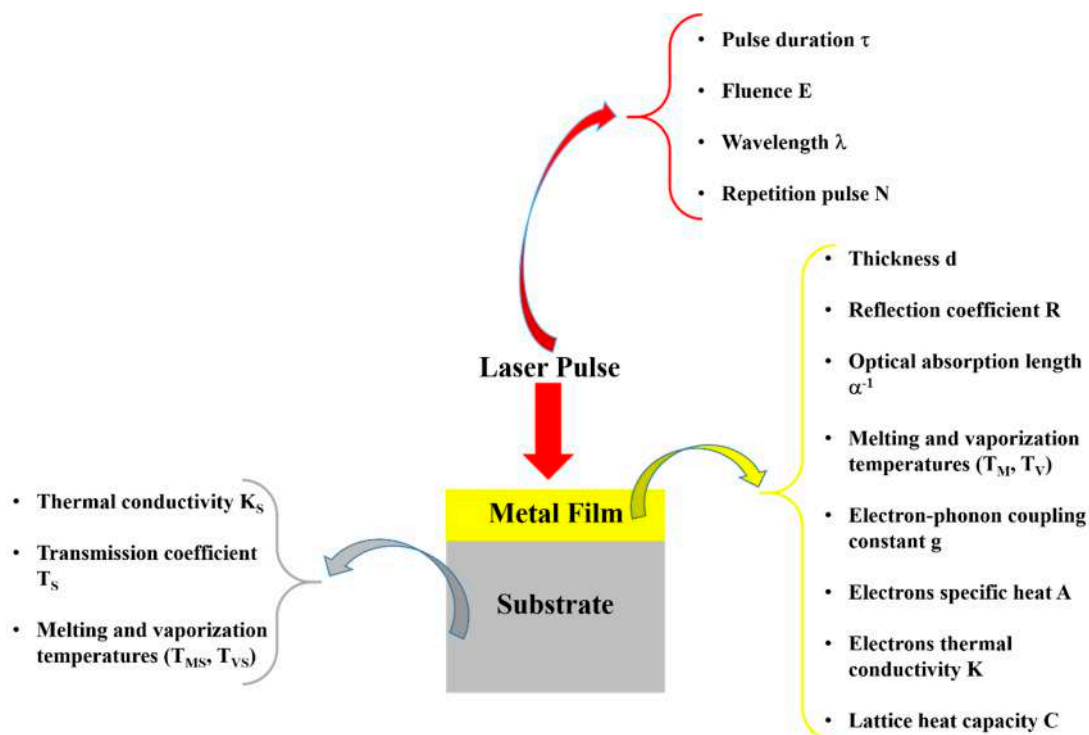 • Pulse duration τ
• Fluence E
• Wavelength λ
• Repetition pulse N
• Thickness d
• Reflection coefficient R
• Optical absorption length
α⁻¹
• Melting and vaporization
temperatures (T_M, T_V)
• Electron-phonon coupling
constant g
• Electrons specific heat A
• Electrons thermal
conductivity K
• Lattice heat capacity C
Laser Pulse
Metal Film
Substrate
• Thermal conductivity K_S
• Transmission coefficient
T_S
• Melting and vaporization
temperatures (T_MS, T_VS)